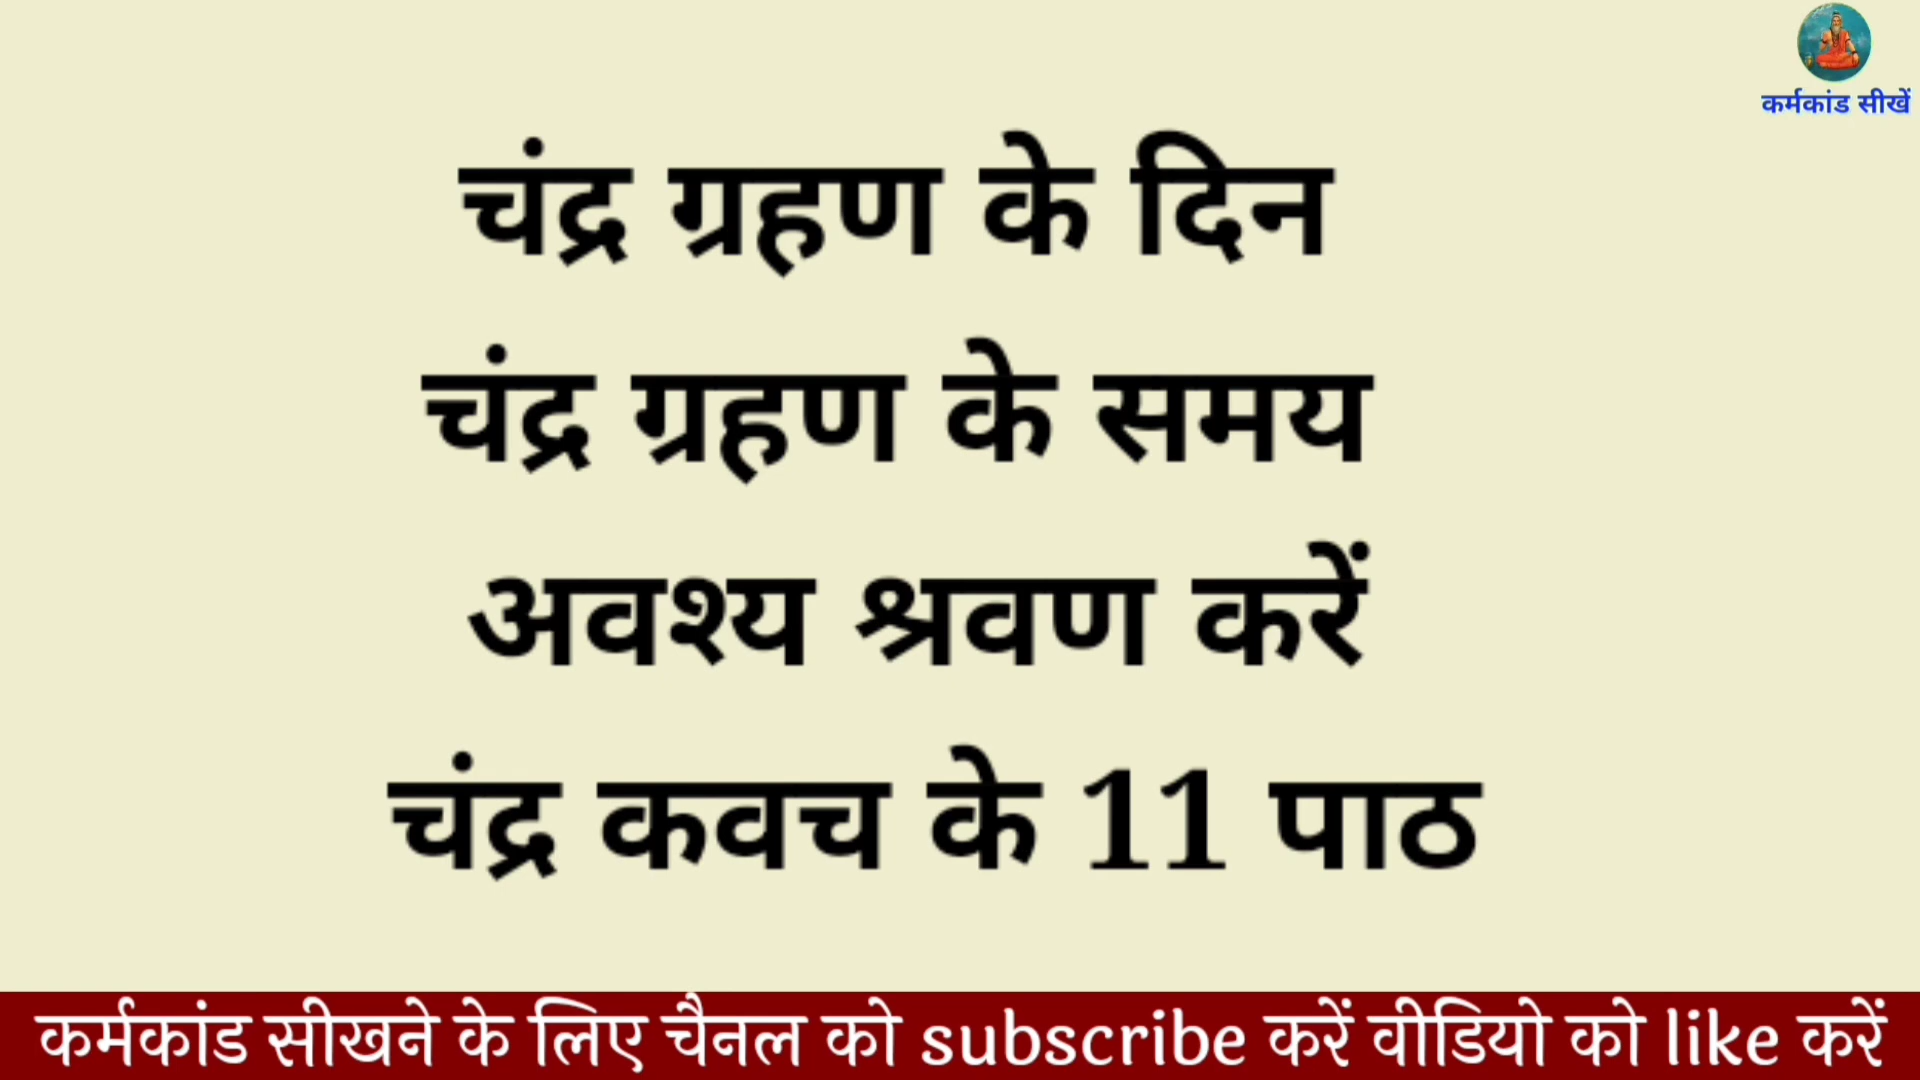 कर्मकांड सीखें
चंद्र ग्रहण के दिन
चंद्र ग्रहण के समय
अवश्य श्रवण करें
चंद्र कवच के 11 पाठ
कर्मकांड सीखने के लिए चैनल को subscribe करें वीडियो को like करें